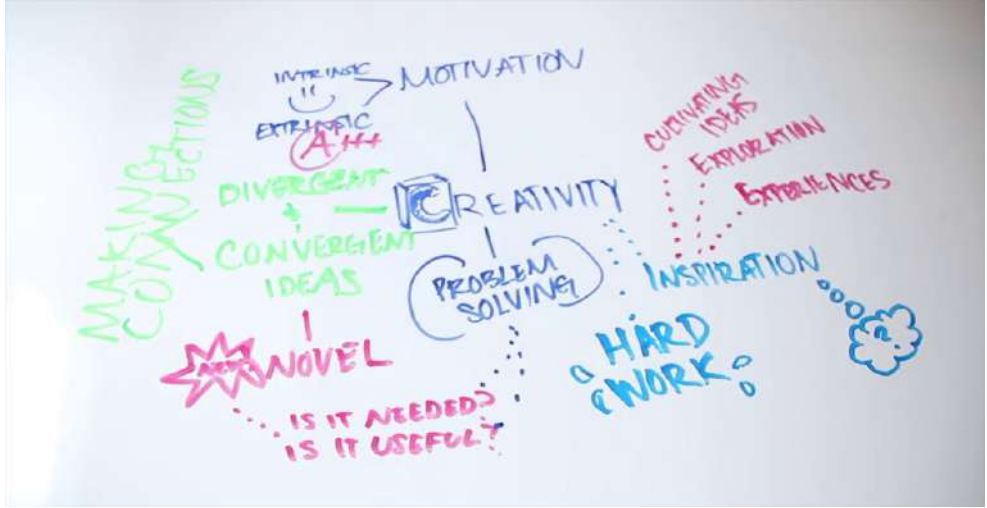 INTRINSIC
MOTIVATION
EXTRINSIC
A+++
MAKING
CONNECTIONS
DIVERGENT
&
CONVERGENT
IDEAS
CREATIVITY
CULTIVATING
IDEAS
EXPLORATION
EXPERIENCES
PROBLEM
SOLVING
INSPIRATION
?
HARD
WORK
NEW!
NOVEL
IS IT NEEDED?
IS IT USEFUL?